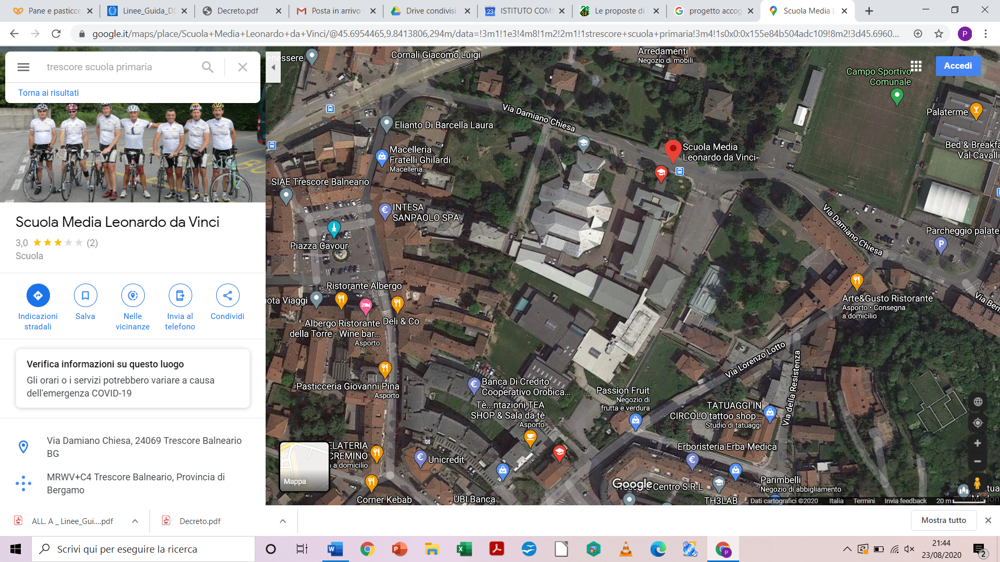 Pane e pasticce
Linee_Guida_DD
Decreto.pdf
Posta in arrivo
Drive condivisi
ISTITUTO COM
Le proposte di
progetto accog
Scuola Media L
google.it/maps/place/Scuola+Media+Leonardo+da+Vinci/@45.6954465,9.8413806,294m/data=!3m1!1e3!4m8!1m2!2m1!1strescore+scuola+primaria!3m4!1s0x0:0x155e84b504adc109!8m2!3d45.6960...
P
trescore scuola primaria
Torna ai risultati
Scuola Media Leonardo da Vinci
3,0
(2)
Scuola
Indicazioni
stradali
Salva
Nelle
vicinanze
Invia al
telefono
Condividi
Verifica informazioni su questo luogo
Gli orari o i servizi potrebbero variare a causa
dell'emergenza COVID-19
Via Damiano Chiesa, 24069 Trescore Balneario
BG
MRWV+C4 Trescore Balneario, Provincia di
Bergamo
enessere
Cornali Giacomo Luigi
Arredamenti
Negozio di mobili
Accedi
Campo Sportivo
Comunale
Palaterme
Via Damiano Chiesa
Elianto Di Barcella Laura
Macelleria
Fratelli Ghilardi
Macelleria
Scuola Media
Leonardo da Vinci
Bed & Breakfa
Val Cavalli
SIAE Trescore Balneario
INTESA
SANPAOLO SPA
Via Damiano Chiesa
Parcheggio palate
P
Piazza Cavour
Ristorante Albergo
ota Viaggi
Arte&Gusto Ristorante
Asporto • Consegna
a domicilio
Via Ben
Albergo Ristorante
della Torre - Wine bar...
Asporto
Deli & Co
Via Lorenzo Lotto
Via della Resistenza
Pasticceria Giovanni Pina
Asporto
Banca Di Credito
Cooperativo Orobica...
Tè...ntazioni TEA
SHOP & Sala da tè
Asporto
Passion Fruit
Negozio di
frutta e verdura
TATUAGGI IN
CIRCOLO tattoo shop...
Studio di tatuaggi
ELATERIA
CREMINO
a domicilio
Unicredit
Erboristeria Erba Medica
Mappa
Corner Kebab
UBI Banca
Google
Centro S.R.L
TH3LAB
Parimbelli
Negozio di abbigliamento
Dati cartografici ©2020
Italia
Termini
Invia feedback
20 m
ALL. A _ Linee_Gui....pdf
Decreto.pdf
Mostra tutto
Scrivi qui per eseguire la ricerca
21:44
23/08/2020
2